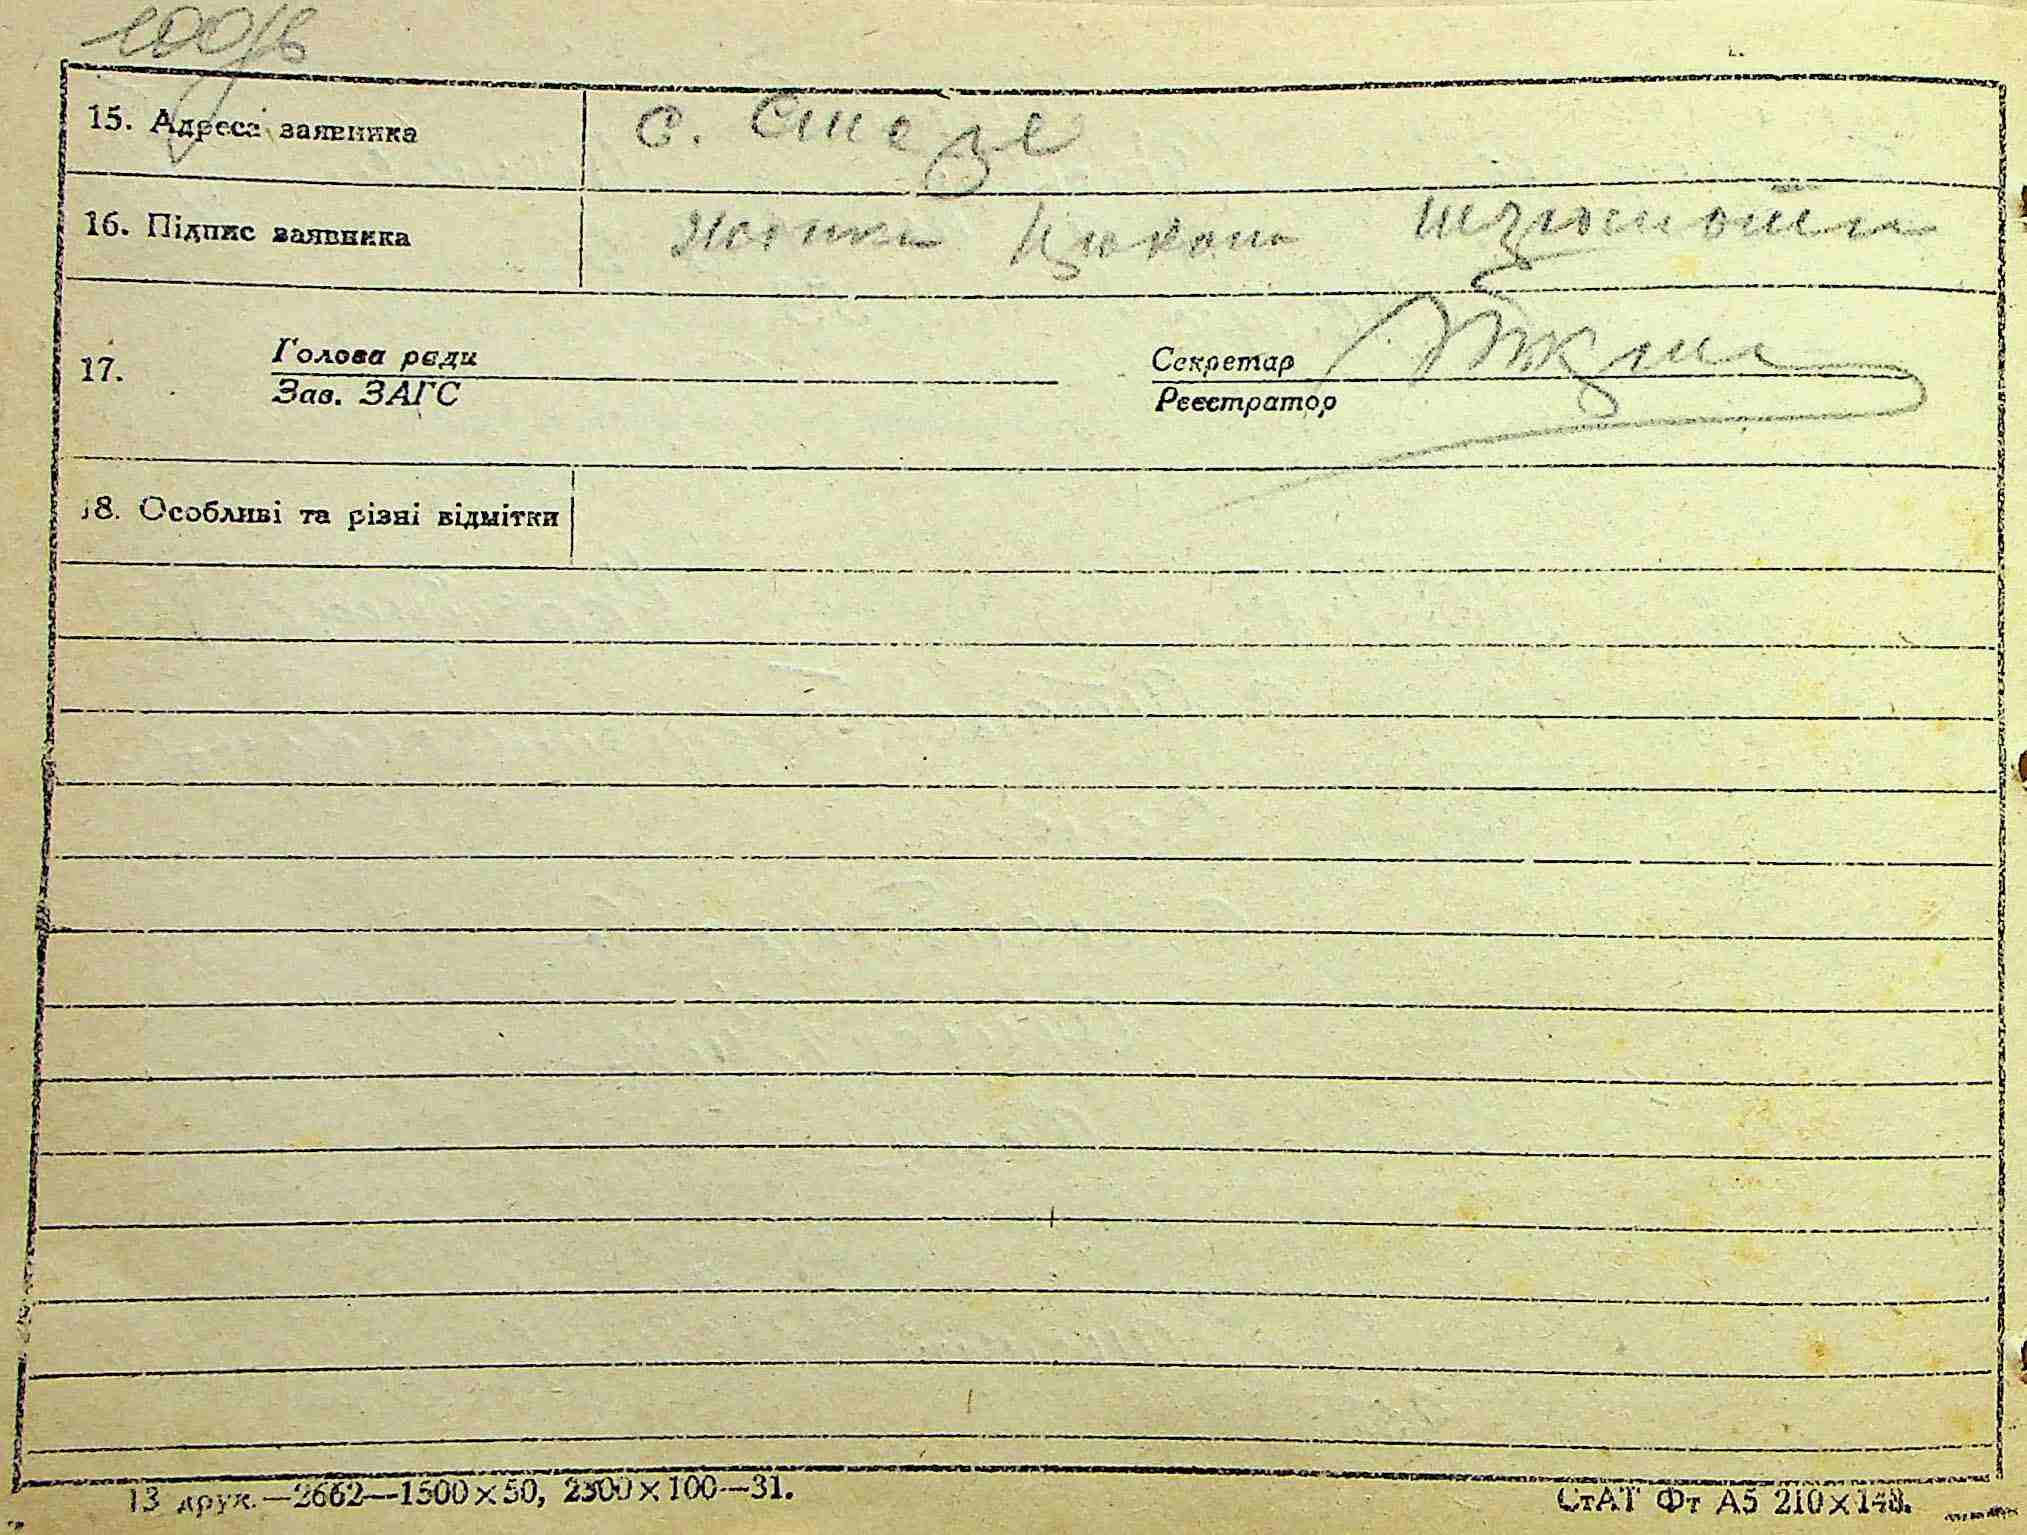 15. Адреса заявника
с.
16. Підпис заявника
17.
Голова ради
Зав. ЗАГС
Секретар
Реєстратор
18. Особливі та різні відмітки
13 друк.—2662—1500×50, 2300×100—31.
СтАТ Фт А5 210×148.